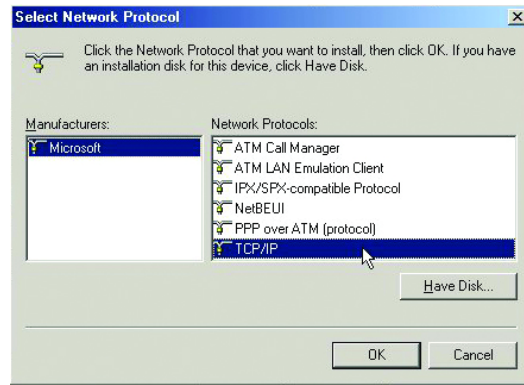 Select Network Protocol
Click the Network Protocol that you want to install, then click OK. If you have
an installation disk for this device, click Have Disk.
Manufacturers:
Microsoft
Network Protocols:
ATM Call Manager
ATM LAN Emulation Client
IPX/SPX-compatible Protocol
NetBEUI
PPP over ATM (protocol)
TCP/IP
Have Disk...
OK
Cancel